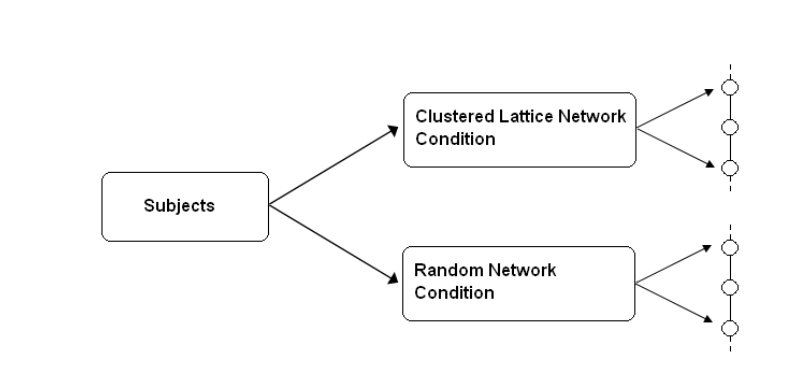 Clustered Lattice Network
Condition
Subjects
Random Network
Condition